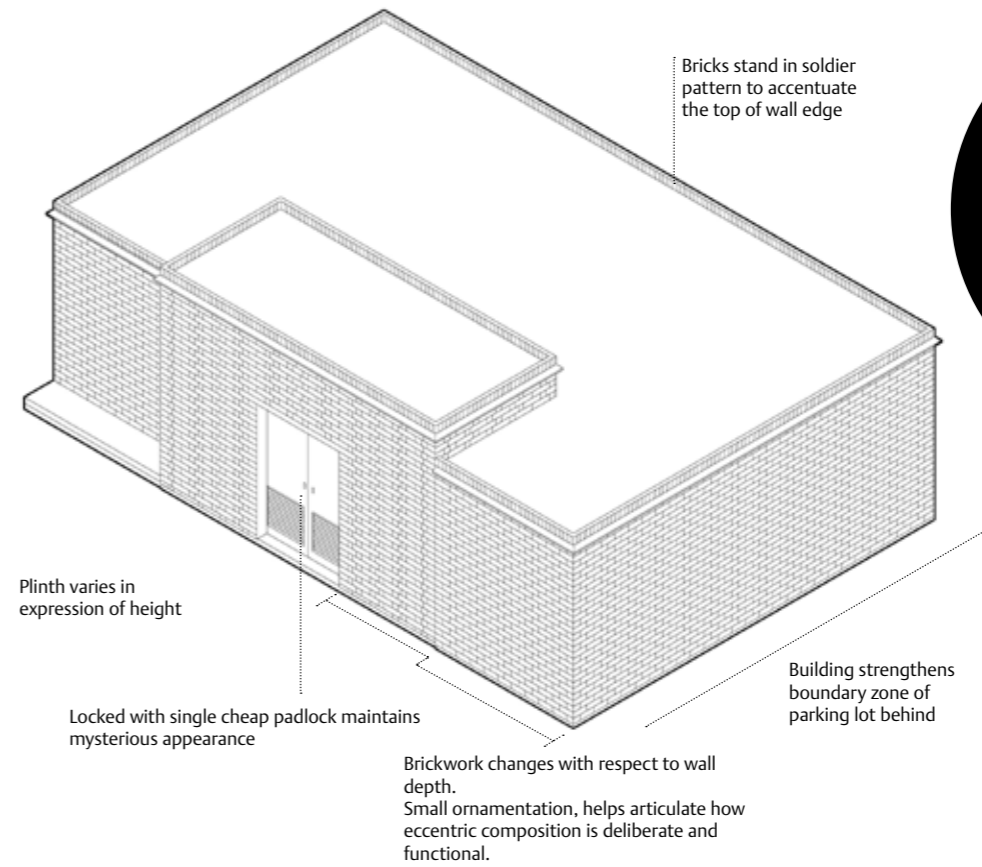 Bricks stand in soldier
pattern to accentuate
the top of wall edge
Plinth varies in
expression of height
Locked with single cheap padlock maintains
mysterious appearance
Building strengthens
boundary zone of
parking lot behind
Brickwork changes with respect to wall
depth.
Small ornamentation, helps articulate how
eccentric composition is deliberate and
functional.